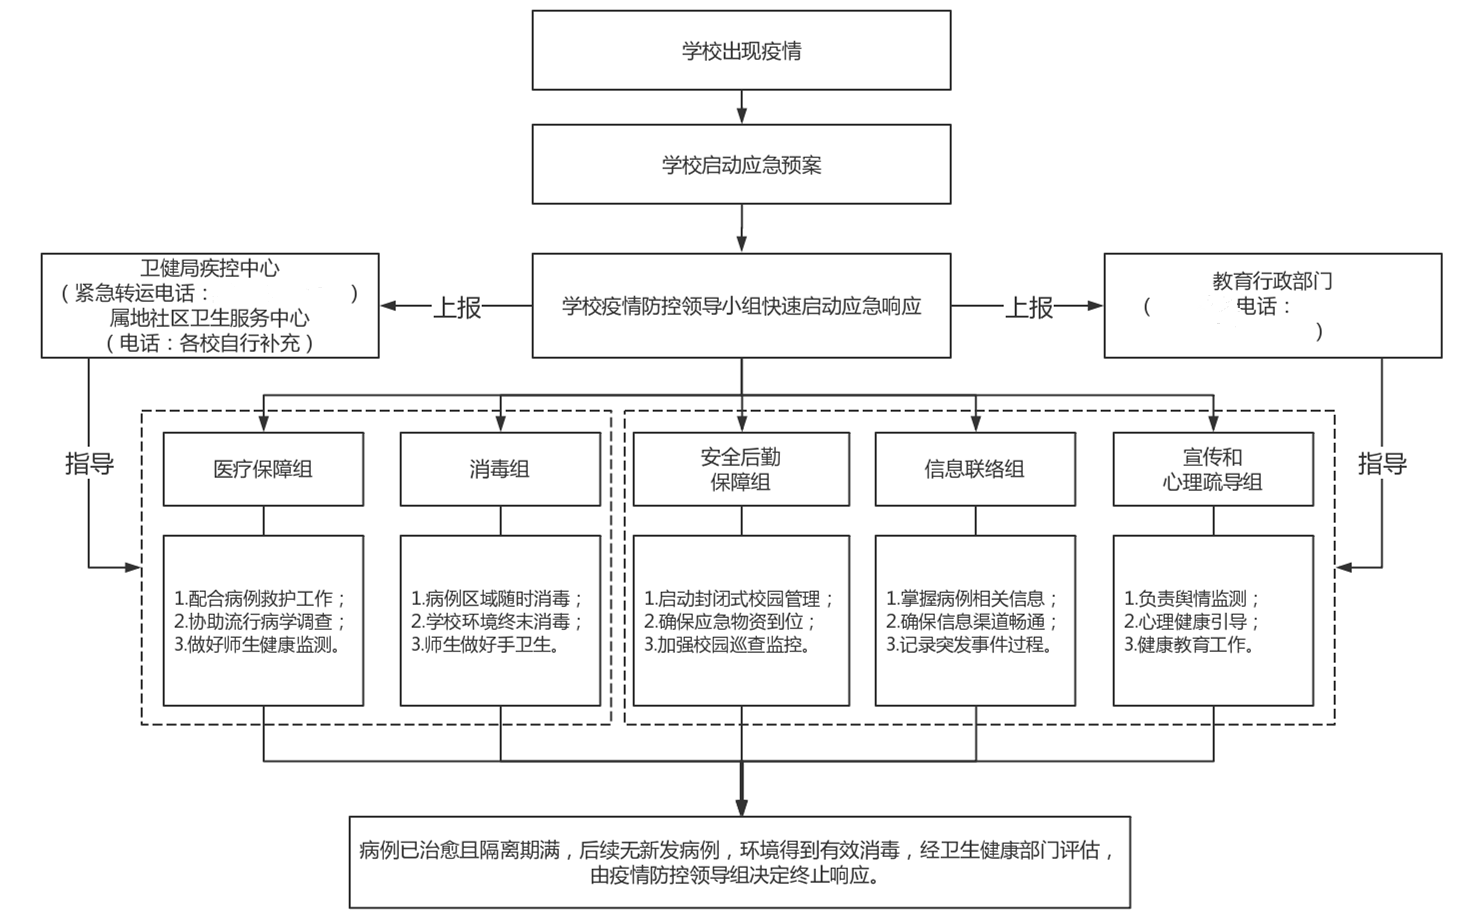 学校出现疫情
学校启动应急预案
卫健局疾控中心
（紧急转运电话：　　　　　　　）
属地社区卫生服务中心
（电话：各校自行补充）
上报
学校疫情防控领导小组快速启动应急响应
上报
教育行政部门
（　　　　电话：
）
指导
医疗保障组
消毒组
安全后勤
保障组
信息联络组
宣传和
心理疏导组
指导
1.配合病例救护工作；
2.协助流行病学调查；
3.做好师生健康监测。
1.病例区域随时消毒；
2.学校环境终末消毒；
3.师生做好手卫生。
1.启动封闭式校园管理；
2.确保应急物资到位；
3.加强校园巡查监控。
1.掌握病例相关信息；
2.确保信息渠道畅通；
3.记录突发事件过程。
1.负责舆情监测；
2.心理健康引导；
3.健康教育工作。
病例已治愈且隔离期满，后续无新发病例，环境得到有效消毒，经卫生健康部门评估，
由疫情防控领导组决定终止响应。